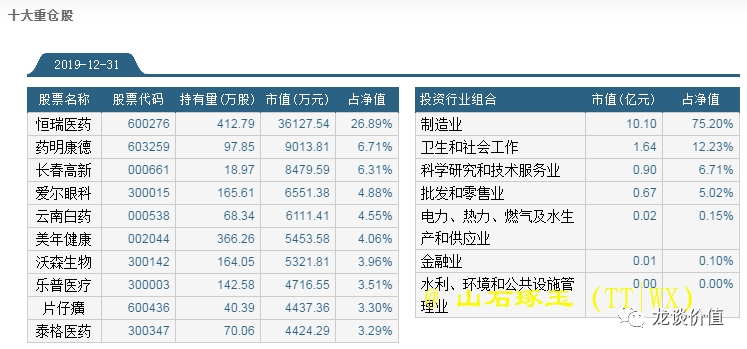 十大重仓股
2019-12-31
股票名称 股票代码 持有量(万股) 市值(万元) 占净值
恒瑞医药 600276 412.79 36127.54 26.89%
药明康德 603259 97.85 9013.81 6.71%
长春高新 000661 18.97 8479.59 6.31%
爱尔眼科 300015 165.61 6551.38 4.88%
云南白药 000538 68.34 6111.41 4.55%
美年健康 002044 366.26 5453.58 4.06%
沃森生物 300142 164.05 5321.81 3.96%
乐普医疗 300003 142.58 4716.55 3.51%
片仔癀 600436 40.39 4437.36 3.30%
泰格医药 300347 70.06 4424.29 3.29%
投资行业组合 市值(亿元) 占净值
制造业 10.10 75.20%
卫生和社会工作 1.64 12.23%
科学研究和技术服务业 0.90 6.71%
批发和零售业 0.67 5.02%
电力、热力、燃气及水生 0.02 0.15%
产和供应业
金融业 0.01 0.10%
水利、环境和公共设施管 0.00 0.00%
理业
山石琢玉 (TT WX)
龙谈价值